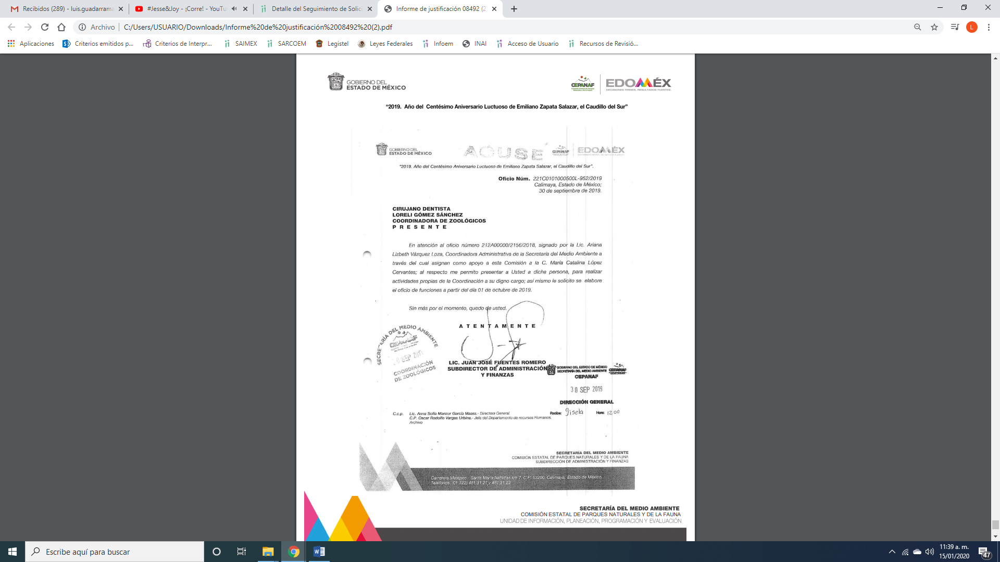 Recibidos (289) - luis.guadarrama
#Jesse&Joy - ¡Corre! - YouTu
Detalle del Seguimiento de Solici
Informe de justificación 08492 (2
Archivo
C:/Users/USUARIO/Downloads/Informe%20de%20justificación%2008492%20(2).pdf
L
Aplicaciones
Criterios emitidos p...
Criterios de Interpr...
SAIMEX
SARCOEM
Legistel
Leyes Federales
Infoem
INAI
Acceso de Usuario
Recursos de Revisió...
GOBIERNO DEL
ESTADO DE MÉXICO
CEPANAF
Comisión Estatal de Parques
Naturales y de la Fauna
EDOMÉX
DECISIONES FIRMES, RESULTADOS FUERTES.
“2019. Año del Centésimo Aniversario Luctuoso de Emiliano Zapata Salazar, el Caudillo del Sur”
GOBIERNO DEL
ESTADO DE MÉXICO
ACUSE
CEPANAF
EDOMÉX
"2019. Año del Centésimo Aniversario Luctuoso de Emiliano Zapata Salazar, el Caudillo del Sur".
Oficio Núm. 221C0101000500L-952/2019
Calimaya, Estado de México;
30 de septiembre de 2019.
CIRUJANO DENTISTA
LORELI GÓMEZ SÁNCHEZ
COORDINADORA DE ZOOLÓGICOS
P R E S E N T E
En atención al oficio número 212A00000/2156/2018, signado por la Lic. Ariana
Lizbeth Vázquez Loza, Coordinadora Administrativa de la Secretaría del Medio Ambiente a
través del cual asignan como apoyo a esta Comisión a la C. María Catalina López
Cervantes; al respecto me permito presentar a Usted a dicha persona, para realizar
actividades propias de la Coordinación a su digno cargo; así mismo le solicito se elabore
el oficio de funciones a partir del día 01 de octubre de 2019.
Sin más por el momento, quedo de usted.
A T E N T A M E N T E
SECRETARÍA DEL MEDIO AMBIENTE
CEPANAF
SEP 201
COORDINACIÓN
DE ZOOLÓGICOS
LIC. JUAN JOSÉ FUENTES ROMERO
SUBDIRECTOR DE ADMINISTRACIÓN
Y FINANZAS
GOBIERNO DEL ESTADO DE MÉXICO
SECRETARÍA DEL MEDIO AMBIENTE
CEPANAF
CEPANAF
30 SEP 2019
DIRECCIÓN GENERAL
Recibe: Gisela Hora: 12:00
C.c.p. Lic. Anna Sofía Manzur García Maass.- Directora General.
C.P. Oscar Rodolfo Vargas Urbina.- Jefe del Departamento de recursos Humanos.
Archivo
SECRETARÍA DEL MEDIO AMBIENTE
COMISIÓN ESTATAL DE PARQUES NATURALES Y DE LA FAUNA
SUBDIRECCIÓN DE ADMINISTRACIÓN Y FINANZAS
Carretera Metepec - Santa María Nativitas km 7, C.P. 52200, Calimaya, Estado de México.
Teléfonos: (01 722) 481 31 21 y 481 31 22
SECRETARÍA DEL MEDIO AMBIENTE
COMISIÓN ESTATAL DE PARQUES NATURALES Y DE LA FAUNA
UNIDAD DE INFORMACIÓN, PLANEACIÓN, PROGRAMACIÓN Y EVALUACIÓN
Escribe aquí para buscar
11:39 a. m.
15/01/2020
47